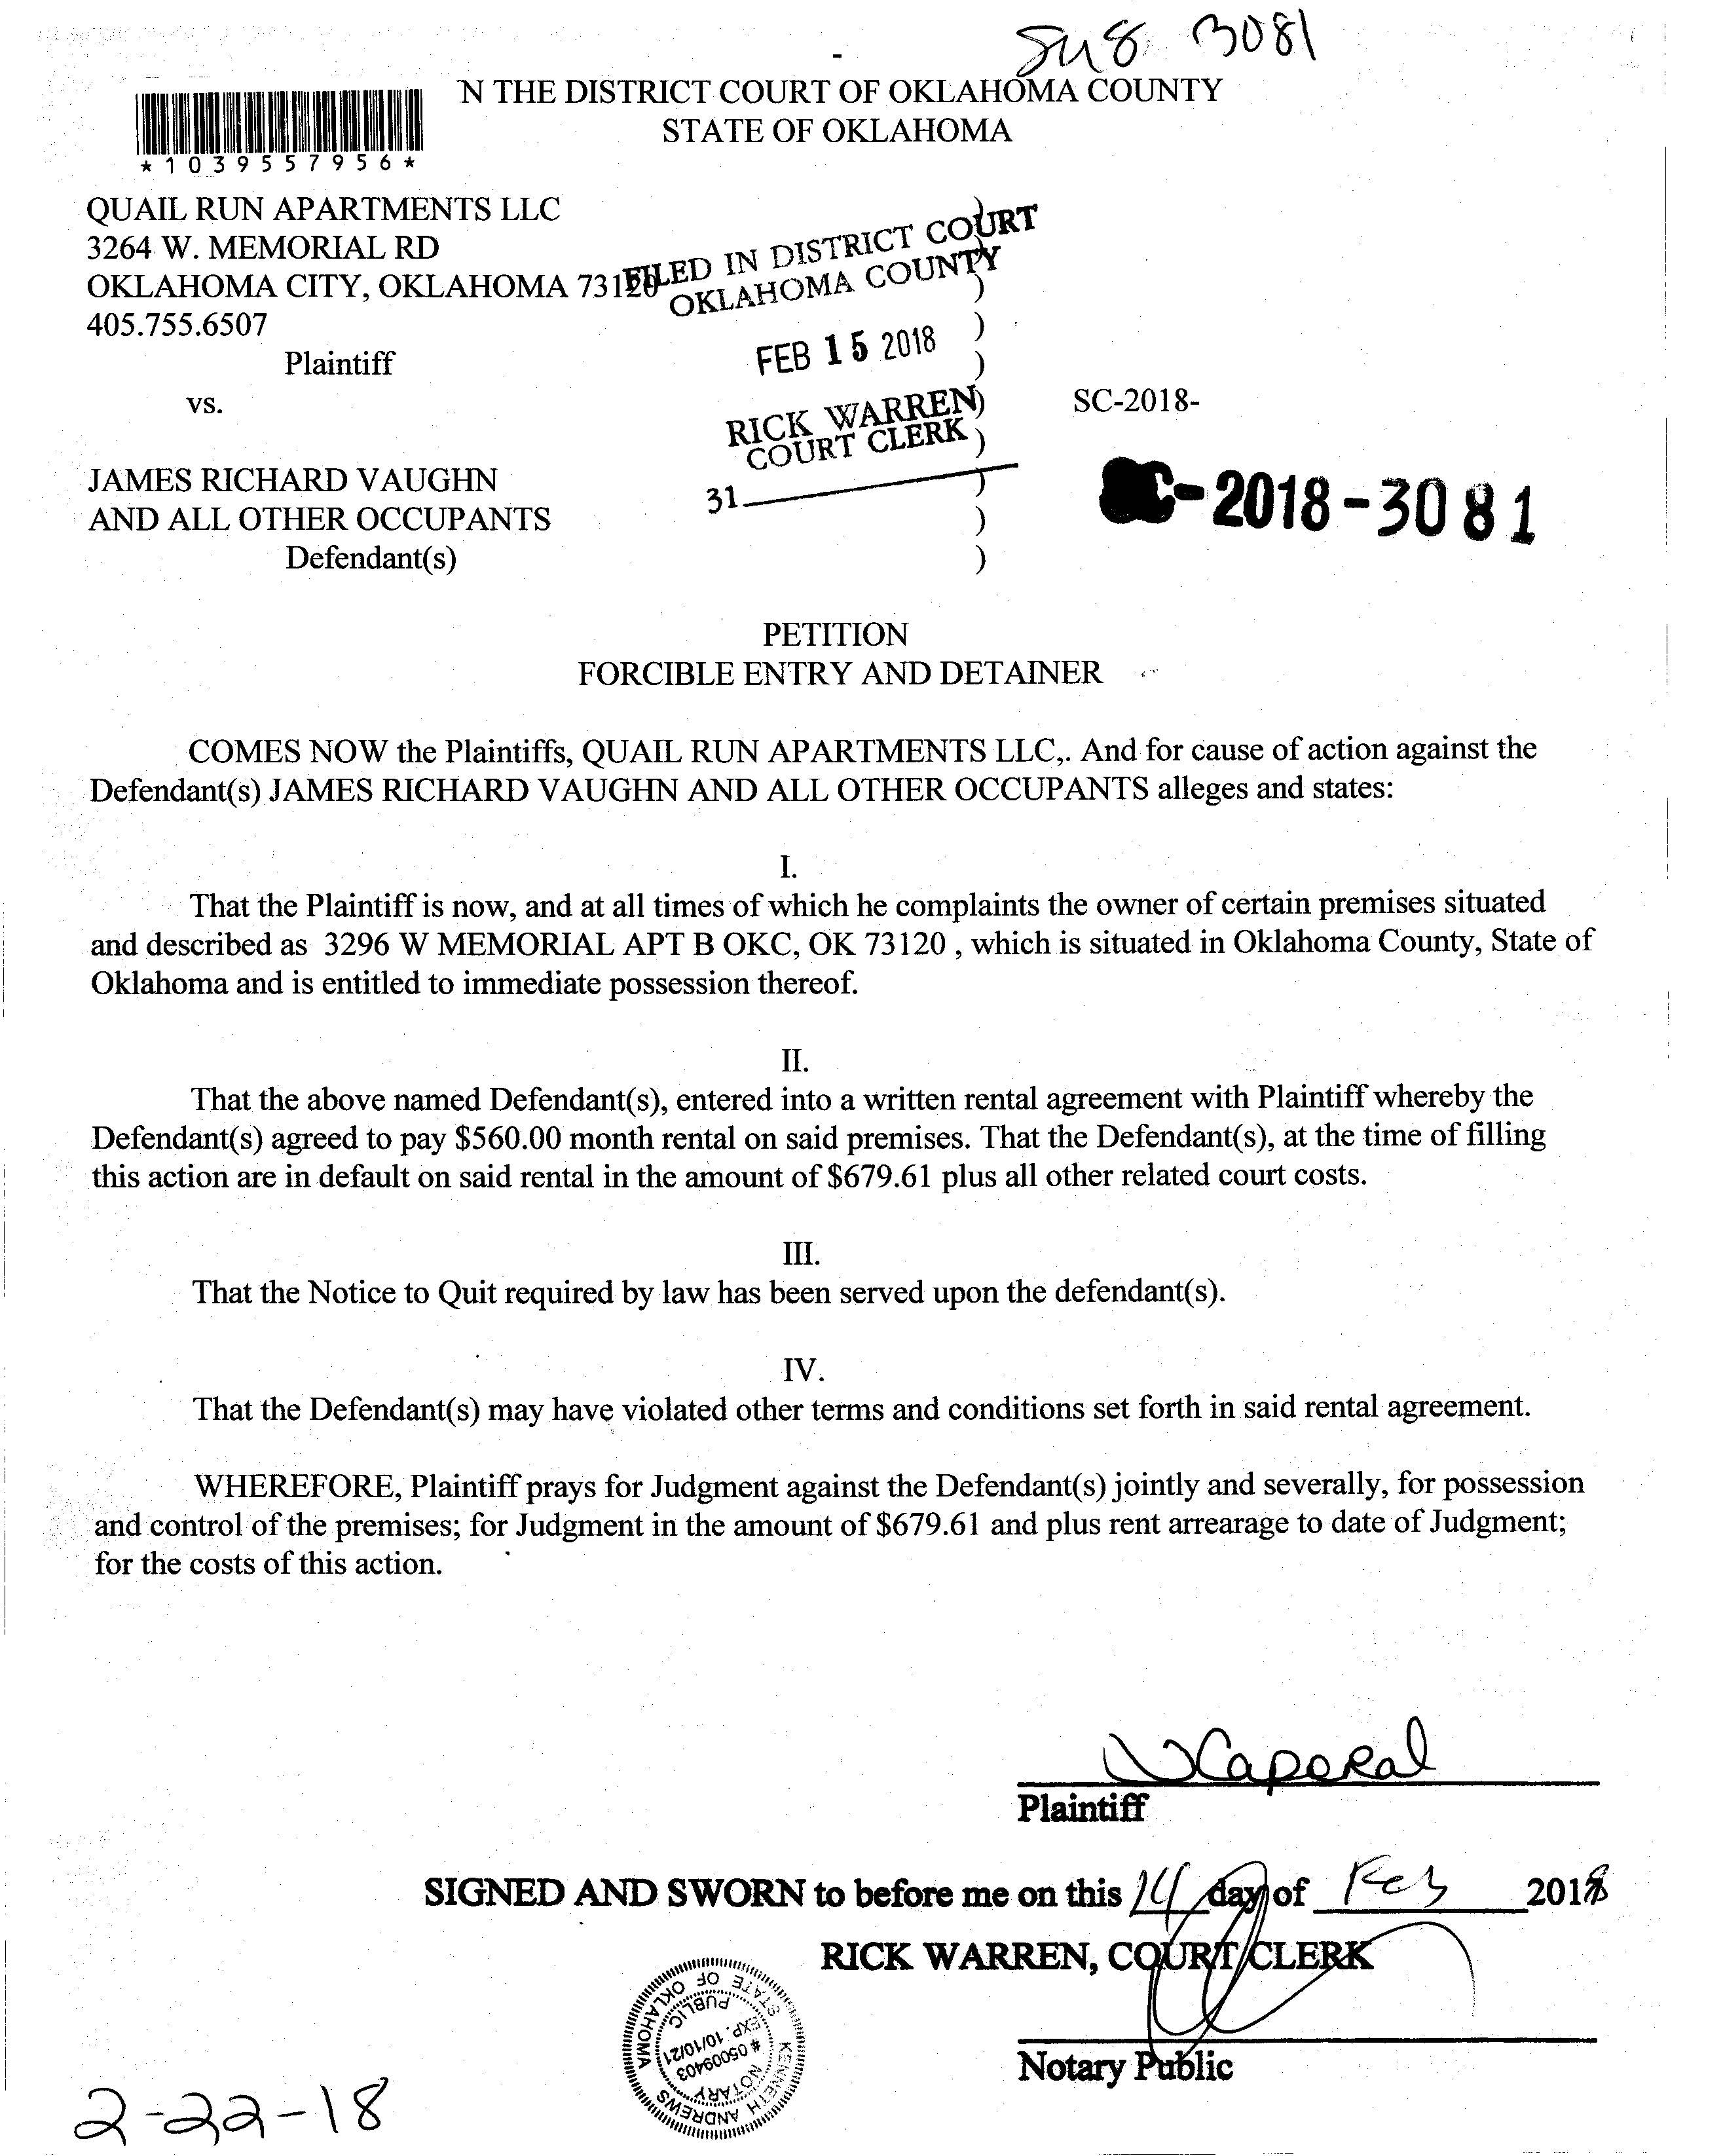 3081
'N THE DISTRICT COURT OF OKLAHOMA COUNTY
STATE OF OKLAHOMA
*1039557956*
QUAIL RUN APARTMENTS LLC
3264 W. MEMORIAL RD
OKLAHOMA CITY, OKLAHOMA 73120
405.755.6507
Plaintiff
vs.
JAMES RICHARD VAUGHN
AND ALL OTHER OCCUPANTS
Defendant(s)
FILED IN DISTRICT COURT
OKLAHOMA COUNTY
FEB 15 2018
RICK WARREN
COURT CLERK
31
)
)
)
)
)
)
)
)
)
SC-2018-
SC-2018-3081
PETITION
FORCIBLE ENTRY AND DETAINER
COMES NOW the Plaintiffs, QUAIL RUN APARTMENTS LLC,. And for cause of action against the
Defendant(s) JAMES RICHARD VAUGHN AND ALL OTHER OCCUPANTS alleges and states:
I.
That the Plaintiff is now, and at all times of which he complaints the owner of certain premises situated
and described as 3296 W MEMORIAL APT B OKC, OK 73120 , which is situated in Oklahoma County, State of
Oklahoma and is entitled to immediate possession thereof.
II.
That the above named Defendant(s), entered into a written rental agreement with Plaintiff whereby the
Defendant(s) agreed to pay $560.00 month rental on said premises. That the Defendant(s), at the time of filling
this action are in default on said rental in the amount of $679.61 plus all other related court costs.
III.
That the Notice to Quit required by law has been served upon the defendant(s).
IV.
That the Defendant(s) may have violated other terms and conditions set forth in said rental agreement.
WHEREFORE, Plaintiff prays for Judgment against the Defendant(s) jointly and severally, for possession
and control of the premises; for Judgment in the amount of $679.61 and plus rent arrearage to date of Judgment;
for the costs of this action.
Caporal
Plaintiff
SIGNED AND SWORN to before me on this 14 day of Feb 2018
RICK WARREN, COURT CLERK
Notary Public
KENNETH ANDREWS
STATE OF OKLAHOMA
NOTARY PUBLIC
# 05009403
EXP. 10/10/21
2-22-18